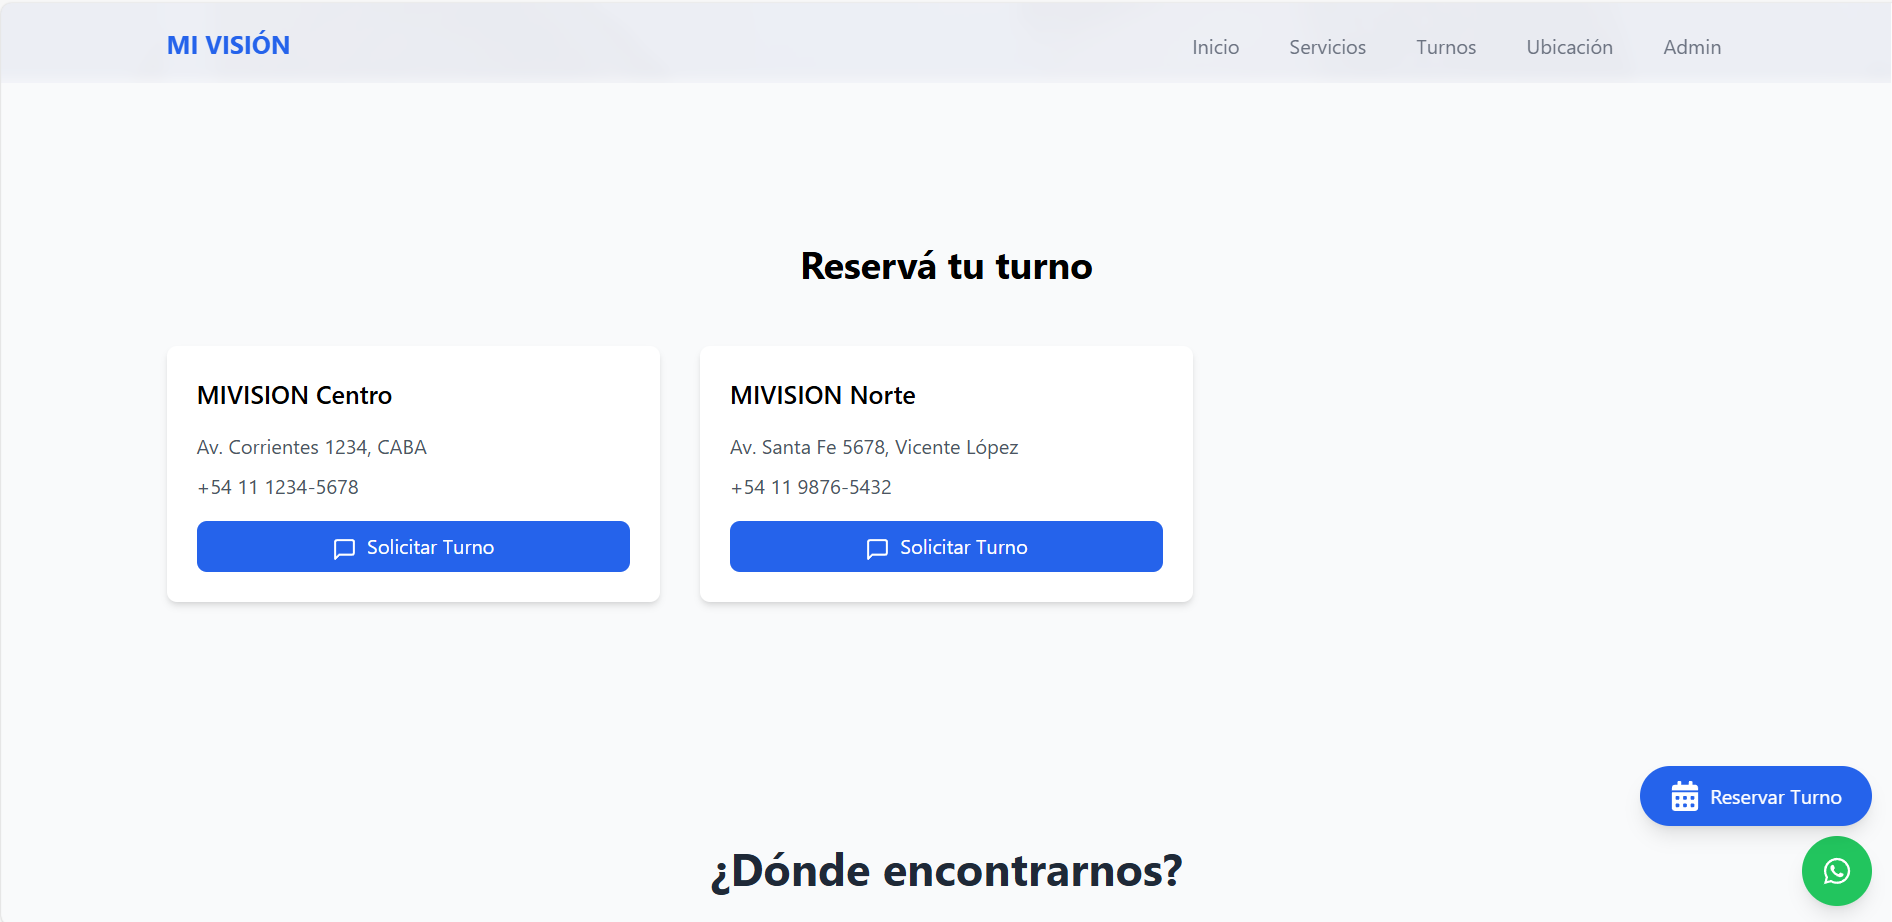 MI VISIÓN
Inicio
Servicios
Turnos
Ubicación
Admin
Reservá tu turno
MIVISION Centro
Av. Corrientes 1234, CABA
+54 11 1234-5678
Solicitar Turno
MIVISION Norte
Av. Santa Fe 5678, Vicente López
+54 11 9876-5432
Solicitar Turno
Reservar Turno
¿Dónde encontrarnos?